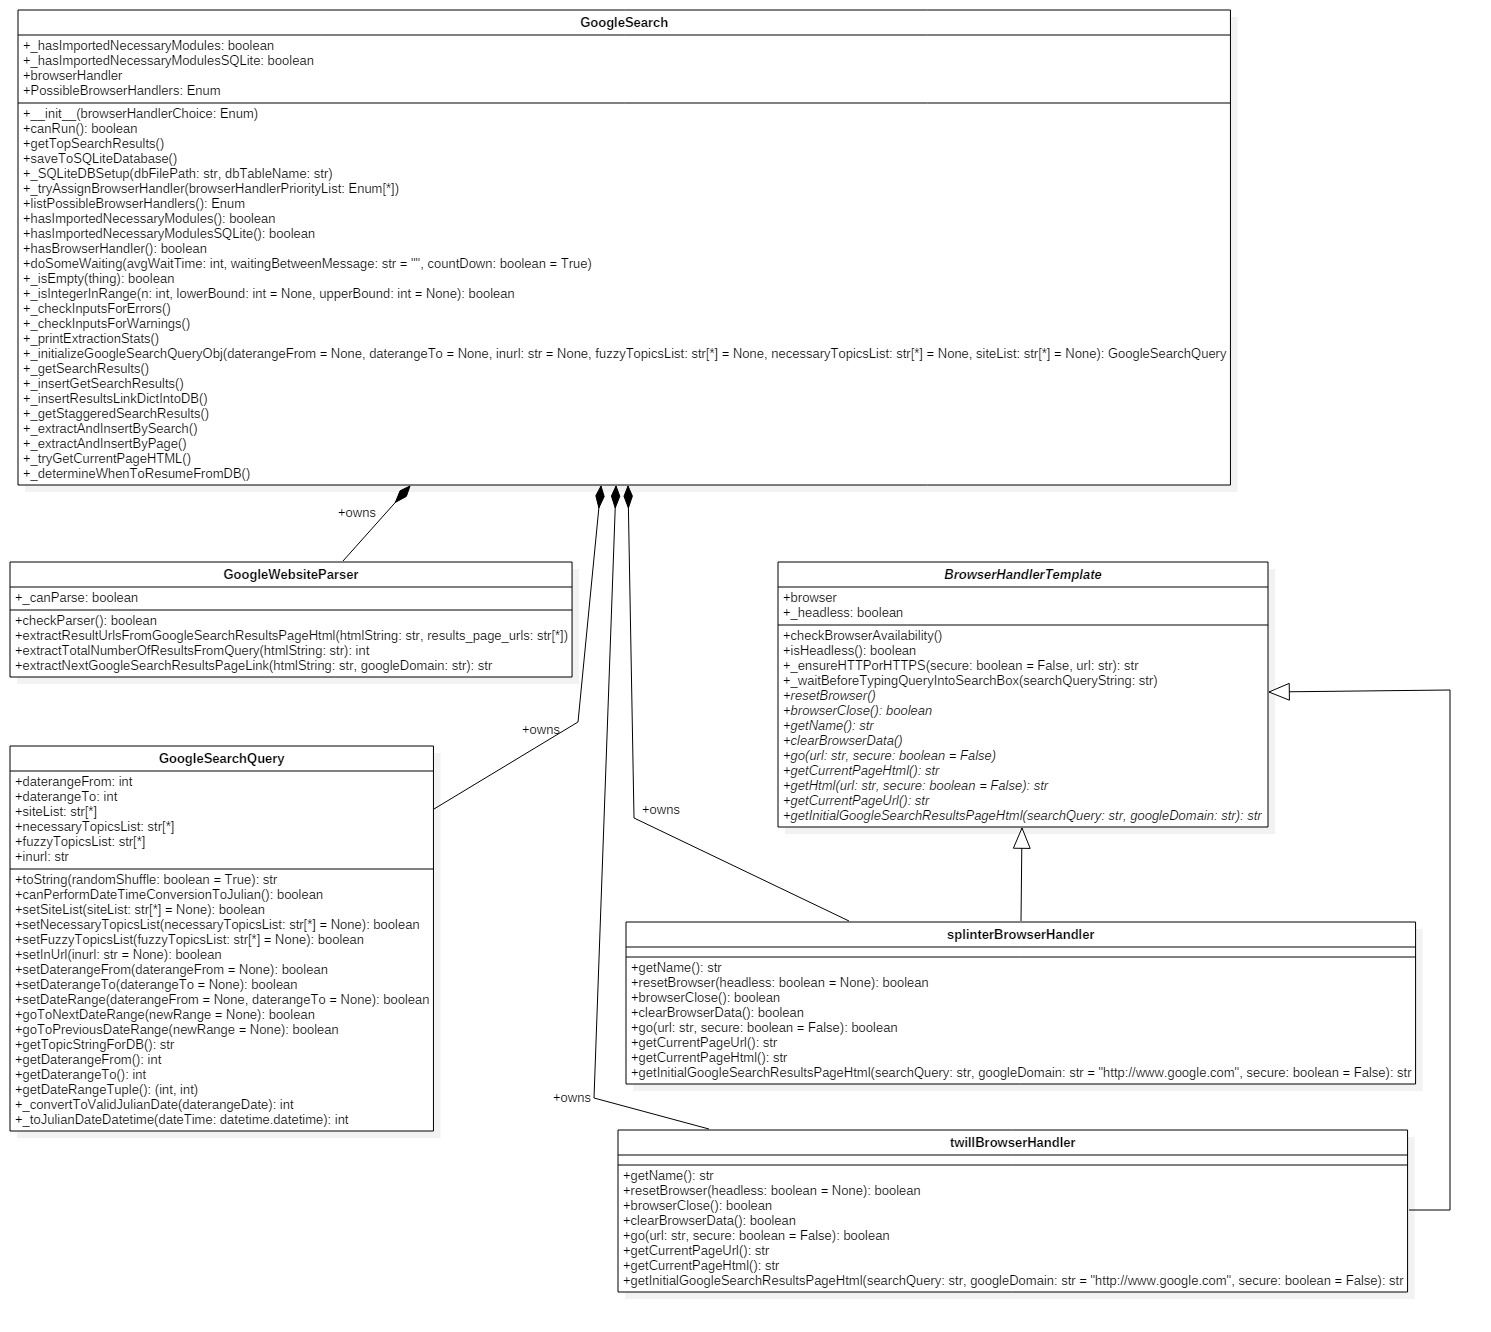 GoogleSearch
+_hasImportedNecessaryModules: boolean
+_hasImportedNecessaryModulesSQLite: boolean
+browserHandler
+PossibleBrowserHandlers: Enum
+__init__(browserHandlerChoice: Enum)
+canRun(): boolean
+getTopSearchResults()
+saveToSQLiteDatabase()
+_SQLiteDBSetup(dbFilePath: str, dbTableName: str)
+_tryAssignBrowserHandler(browserHandlerPriorityList: Enum[*])
+listPossibleBrowserHandlers(): Enum
+hasImportedNecessaryModules(): boolean
+hasImportedNecessaryModulesSQLite(): boolean
+hasBrowserHandler(): boolean
+doSomeWaiting(avgWaitTime: int, waitingBetweenMessage: str = "", countDown: boolean = True)
+_isEmpty(thing): boolean
+_isIntegerInRange(n: int, lowerBound: int = None, upperBound: int = None): boolean
+_checkInputsForErrors()
+_checkInputsForWarnings()
+_printExtractionStats()
+_initializeGoogleSearchQueryObj(daterangeFrom = None, daterangeTo = None, inurl: str = None, fuzzyTopicsList: str[*] = None, necessaryTopicsList: str[*] = None, siteList: str[*] = None): GoogleSearchQuery
+_getSearchResults()
+_insertGetSearchResults()
+_insertResultsLinkDictIntoDB()
+_getStaggeredSearchResults()
+_extractAndInsertBySearch()
+_extractAndInsertByPage()
+_tryGetCurrentPageHTML()
+_determineWhenToResumeFromDB()
+owns
GoogleWebsiteParser
+_canParse: boolean
+checkParser(): boolean
+extractResultUrlsFromGoogleSearchResultsPageHtml(htmlString: str, results_page_urls: str[*])
+extractTotalNumberOfResultsFromQuery(htmlString: str): int
+extractNextGoogleSearchResultsPageLink(htmlString: str, googleDomain: str): str
BrowserHandlerTemplate
+browser
+_headless: boolean
+checkBrowserAvailability()
+isHeadless(): boolean
+_ensureHTTPorHTTPS(secure: boolean = False, url: str): str
+_waitBeforeTypingQueryIntoSearchBox(searchQueryString: str)
+resetBrowser()
+browserClose(): boolean
+getName(): str
+clearBrowserData()
+go(url: str, secure: boolean = False)
+getCurrentPageHtml(): str
+getHtml(url: str, secure: boolean = False): str
+getCurrentPageUrl(): str
+getInitialGoogleSearchResultsPageHtml(searchQuery: str, googleDomain: str): str
+owns
GoogleSearchQuery
+daterangeFrom: int
+daterangeTo: int
+siteList: str[*]
+necessaryTopicsList: str[*]
+fuzzyTopicsList: str[*]
+inurl: str
+toString(randomShuffle: boolean = True): str
+canPerformDateTimeConversionToJulian(): boolean
+setSiteList(siteList: str[*] = None): boolean
+setNecessaryTopicsList(necessaryTopicsList: str[*] = None): boolean
+setFuzzyTopicsList(fuzzyTopicsList: str[*] = None): boolean
+setInUrl(inurl: str = None): boolean
+setDaterangeFrom(daterangeFrom = None): boolean
+setDaterangeTo(daterangeTo = None): boolean
+setDateRange(daterangeFrom = None, daterangeTo = None): boolean
+goToNextDateRange(newRange = None): boolean
+goToPreviousDateRange(newRange = None): boolean
+getTopicStringForDB(): str
+getDaterangeFrom(): int
+getDaterangeTo(): int
+getDateRangeTuple(): (int, int)
+_convertToValidJulianDate(daterangeDate): int
+_toJulianDateDatetime(dateTime: datetime.datetime): int
+owns
splinterBrowserHandler
+getName(): str
+resetBrowser(headless: boolean = None): boolean
+browserClose(): boolean
+clearBrowserData(): boolean
+go(url: str, secure: boolean = False): boolean
+getCurrentPageUrl(): str
+getCurrentPageHtml(): str
+getInitialGoogleSearchResultsPageHtml(searchQuery: str, googleDomain: str = "http://www.google.com", secure: boolean = False): str
+owns
twillBrowserHandler
+getName(): str
+resetBrowser(headless: boolean = None): boolean
+browserClose(): boolean
+clearBrowserData(): boolean
+go(url: str, secure: boolean = False): boolean
+getCurrentPageUrl(): str
+getCurrentPageHtml(): str
+getInitialGoogleSearchResultsPageHtml(searchQuery: str, googleDomain: str = "http://www.google.com", secure: boolean = False): str